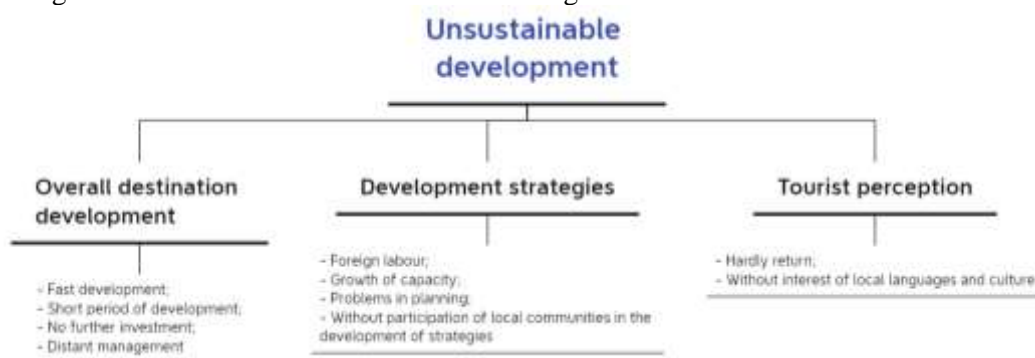 Unsustainable
development
Overall destination
development
- Fast development;
- Short period of development;
- No further investment;
- Distant management
Development strategies
- Foreign labour;
- Growth of capacity;
- Problems in planning;
- Without participation of local communities in the
development of strategies
Tourist perception
- Hardly return;
- Without interest of local languages and culture